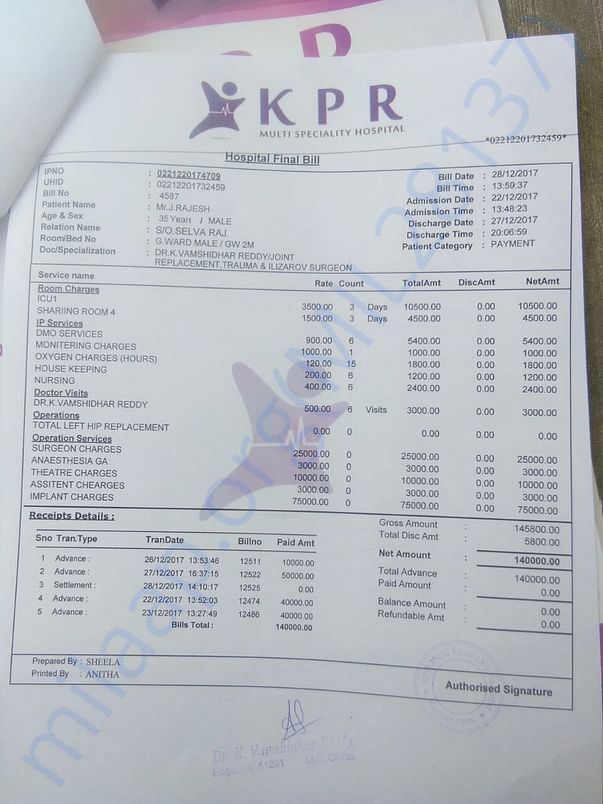 KPR
MULTI SPECIALITY HOSPITAL
*02212201732459*
Hospital Final Bill
IPNO : 0221220174709
UHID : 02212201732459
Bill No : 4587
Patient Name : Mr.J.RAJESH
Age & Sex : 35 Years / MALE
Relation Name : S/O.SELVA RAJ.
Room/Bed No : G.WARD MALE / GW 2M
Doc/Specialization : DR.K.VAMSHIDHAR REDDY/JOINT
REPLACEMENT,TRAUMA & ILIZAROV SURGEON
Bill Date : 28/12/2017
Bill Time : 13:59:37
Admission Date : 22/12/2017
Admission Time : 13:48:23
Discharge Date : 27/12/2017
Discharge Time : 20:06:59
Patient Category : PAYMENT
Service name Rate Count TotalAmt DiscAmt NetAmt
Room Charges
ICU1 3500.00 3 Days 10500.00 0.00 10500.00
SHARIING ROOM 4 1500.00 3 Days 4500.00 0.00 4500.00
IP Services
DMO SERVICES 900.00 6 5400.00 0.00 5400.00
MONITERING CHARGES 1000.00 1 1000.00 0.00 1000.00
OXYGEN CHARGES (HOURS) 120.00 15 1800.00 0.00 1800.00
HOUSE KEEPING 200.00 6 1200.00 0.00 1200.00
NURSING 400.00 6 2400.00 0.00 2400.00
Doctor Visits
DR.K.VAMSHIDHAR REDDY 500.00 6 Visits 3000.00 0.00 3000.00
Operations
TOTAL LEFT HIP REPLACEMENT 0.00 0 0.00 0.00 0.00
Operation Services
SURGEON CHARGES 25000.00 0 25000.00 0.00 25000.00
ANAESTHESIA GA 3000.00 0 3000.00 0.00 3000.00
THEATRE CHARGES 10000.00 0 10000.00 0.00 10000.00
ASSITENT CHEARGES 3000.00 0 3000.00 0.00 3000.00
IMPLANT CHARGES 75000.00 0 75000.00 0.00 75000.00
Receipts Details :
Sno Tran.Type TranDate Billno Paid Amt
1 Advance : 26/12/2017 13:53:46 12511 10000.00
2 Advance : 27/12/2017 16:37:15 12522 50000.00
3 Settlement : 28/12/2017 14:10:17 12525 0.00
4 Advance : 22/12/2017 13:52:03 12474 40000.00
5 Advance : 23/12/2017 13:27:49 12486 40000.00
Bills Total : 140000.00
Gross Amount : 145800.00
Total Disc Amt : 5800.00
Net Amount : 140000.00
Total Advance : 140000.00
Paid Amount : 0.00
Balance Amount : 0.00
Refundable Amt : 0.00
Prepared By : SHEELA
Printed By : ANITHA
Authorised Signature
Dr. K. Vamshidhar Reddy